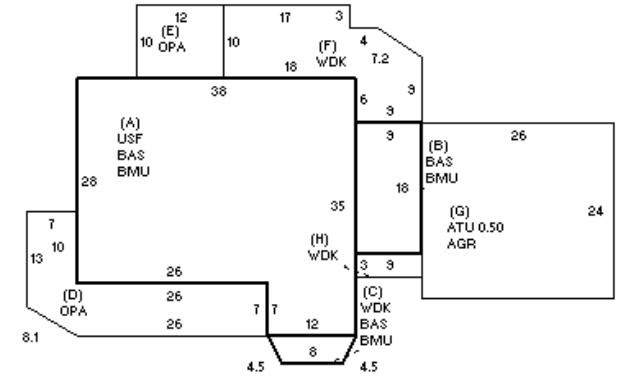 12
17
3
(E)
OPA
10
10
(F)
WDK
4
7.2
18
38
6
9
9
(A)
USF
BAS
BMU
9
26
(B)
BAS
BMU
28
18
35
(G)
ATU 0.50
AGR
24
7
10
13
(H)
WDK
3 9
26
(D)
OPA
26
7 7
(C)
WDK
BAS
BMU
26
12
8.1
8
4.5
4.5